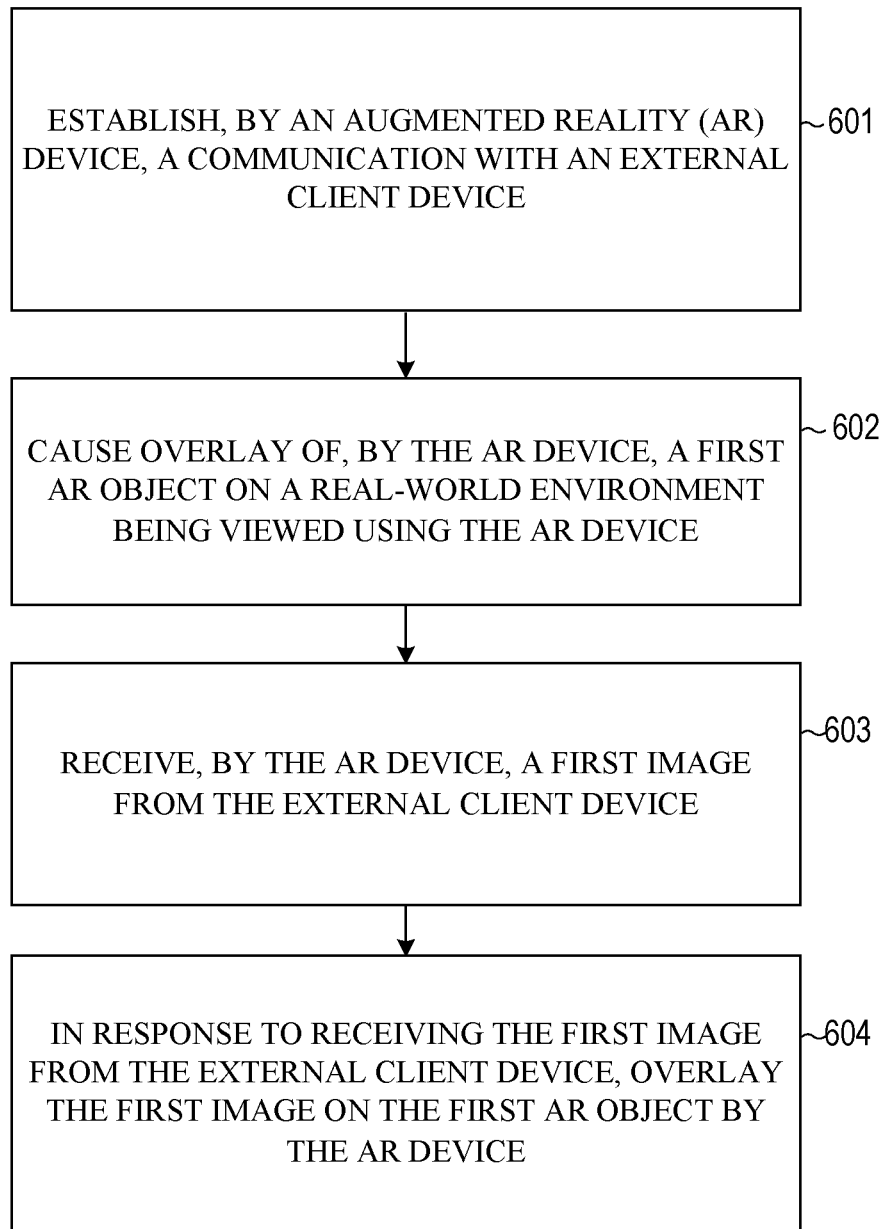 ESTABLISH, BY AN AUGMENTED REALITY (AR)
DEVICE, A COMMUNICATION WITH AN EXTERNAL
CLIENT DEVICE
601
CAUSE OVERLAY OF, BY THE AR DEVICE, A FIRST
AR OBJECT ON A REAL-WORLD ENVIRONMENT
BEING VIEWED USING THE AR DEVICE
602
RECEIVE, BY THE AR DEVICE, A FIRST IMAGE
FROM THE EXTERNAL CLIENT DEVICE
603
IN RESPONSE TO RECEIVING THE FIRST IMAGE
FROM THE EXTERNAL CLIENT DEVICE, OVERLAY
THE FIRST IMAGE ON THE FIRST AR OBJECT BY
THE AR DEVICE
604